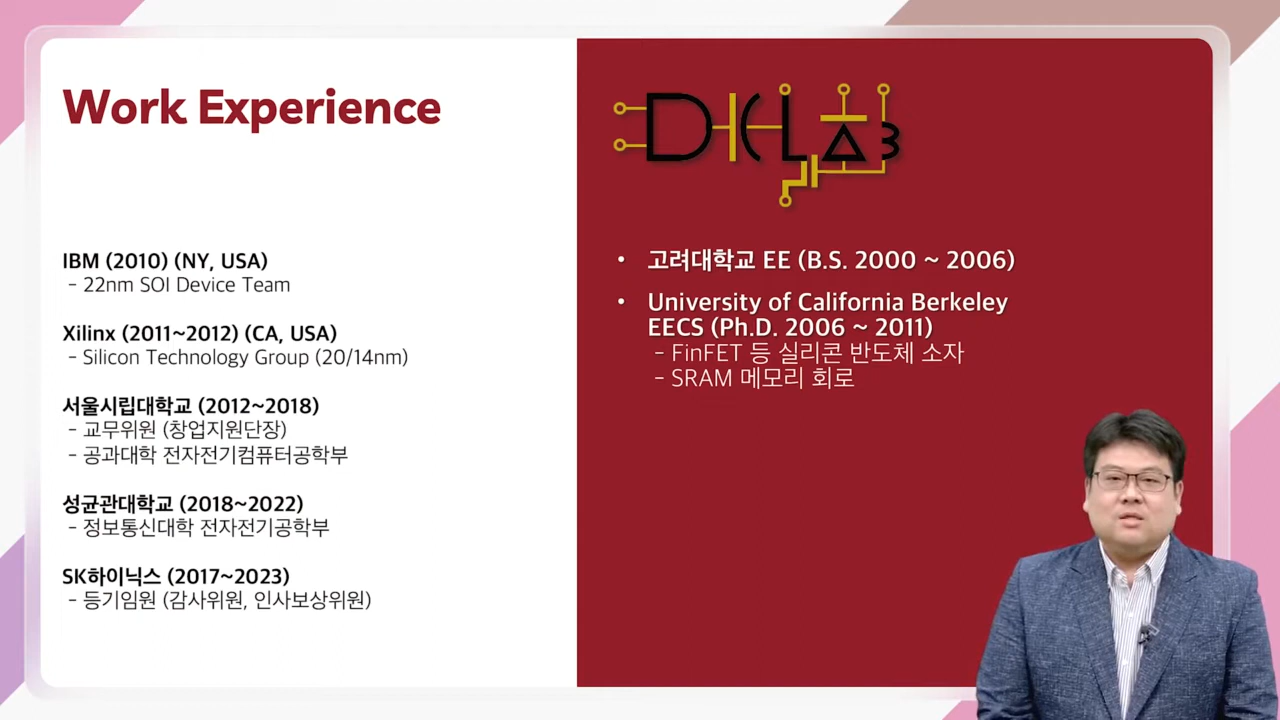 Work Experience
IBM (2010) (NY, USA)
- 22nm SOI Device Team
Xilinx (2011~2012) (CA, USA)
- Silicon Technology Group (20/14nm)
서울시립대학교 (2012~2018)
- 교무위원 (창업지원단장)
- 공과대학 전자전기컴퓨터공학부
성균관대학교 (2018~2022)
- 정보통신대학 전자전기공학부
SK하이닉스 (2017~2023)
- 등기임원 (감사위원, 인사보상위원)
• 고려대학교 EE (B.S. 2000 ~ 2006)
• University of California Berkeley
EECS (Ph.D. 2006 ~ 2011)
- FinFET 등 실리콘 반도체 소자
- SRAM 메모리 회로